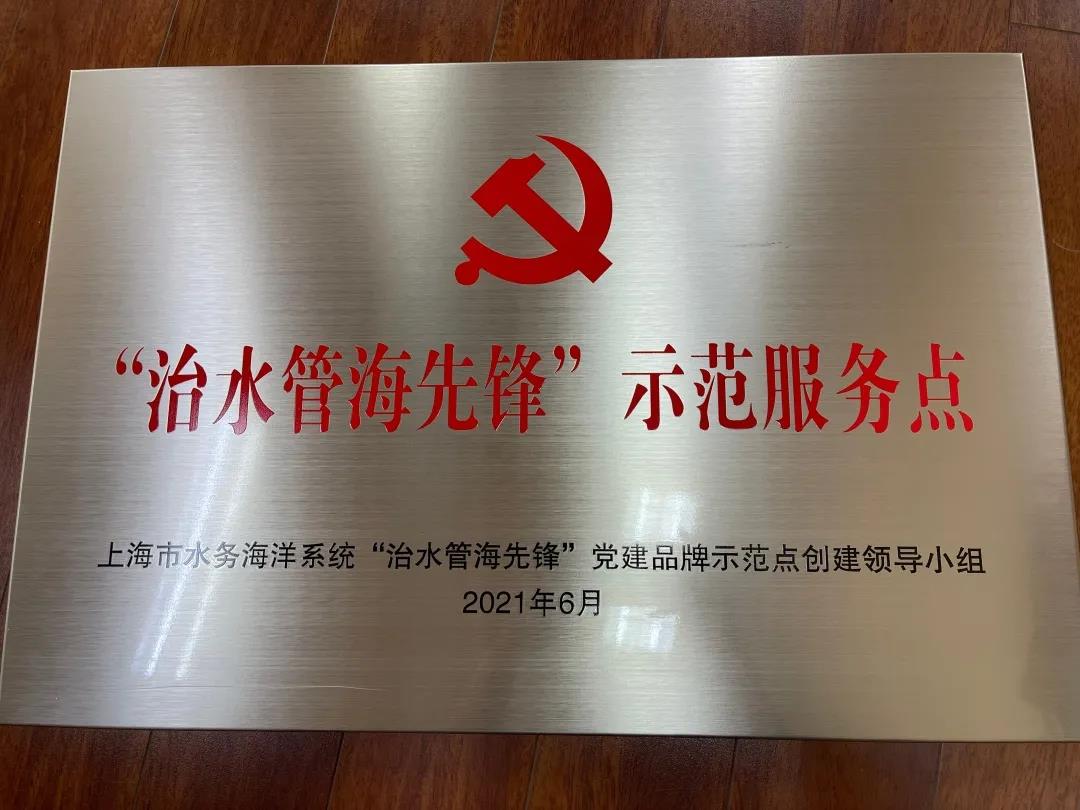 “治水管海先锋” 示范服务点
上海市水务海洋系统“治水管海先锋”党建品牌示范点创建领导小组
2021年6月